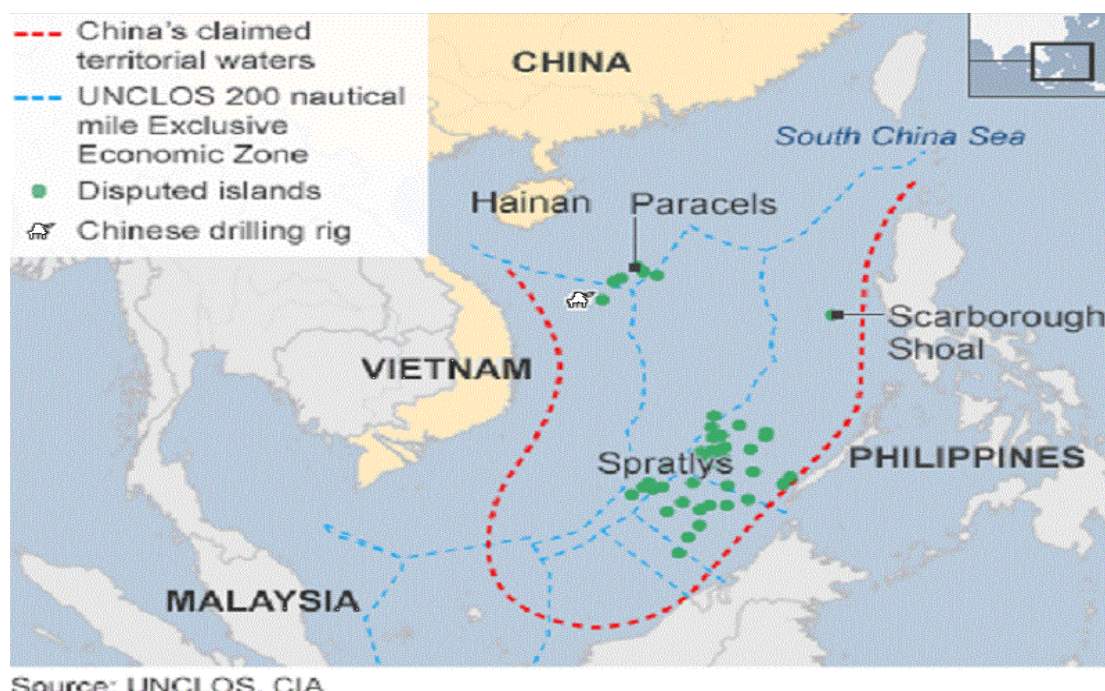 China's claimed
territorial waters
UNCLOS 200 nautical
mile Exclusive
Economic Zone
Disputed islands
Chinese drilling rig
CHINA
South China Sea
Hainan
Paracels
Scarborough
Shoal
VIETNAM
Spratlys
PHILIPPINES
MALAYSIA
Source: UNCLOS, CIA